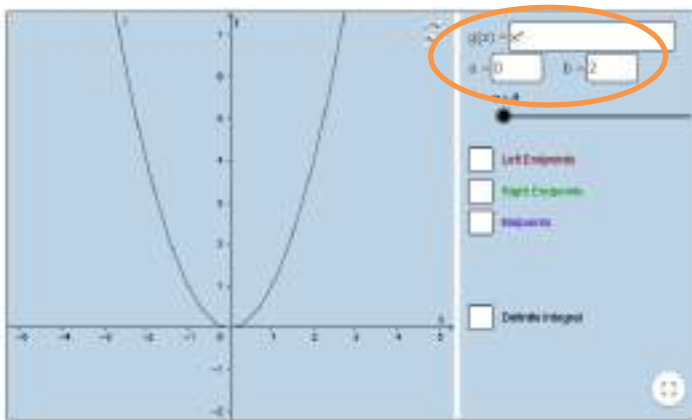 g(x) = x²
a = 0 b = 2
n = 4
Left Endpoints
Right Endpoints
Midpoints
Definite Integral
7
6
5
4
3
2
1
-5 -4 -3 -2 -1 0 1 2 3 4 5
-1
-2